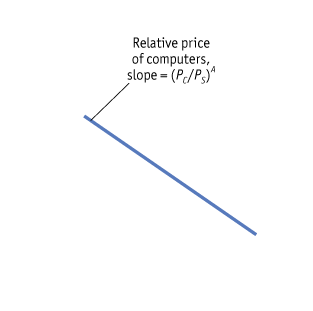 Relative price
of computers,
slope = (P_C/P_S)^A